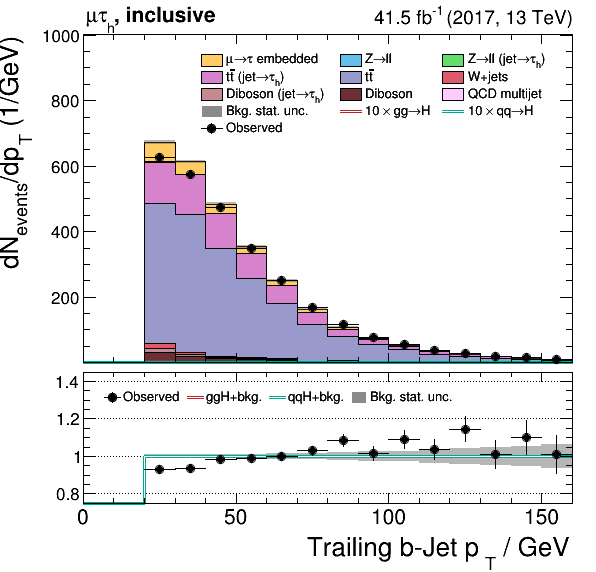 μτh, inclusive 41.5 fb-1 (2017, 13 TeV)
dNevents/dpT (1/GeV)
1000
800
600
400
200
μ→τ embedded Z→ll Z→ll (jet→τh)
tt̄ (jet→τh) tt̄ W+jets
Diboson (jet→τh) Diboson QCD multijet
Bkg. stat. unc. 10 × gg→H 10 × qq→H
Observed
1.4
1.2
1
0.8
Observed ggH+bkg. qqH+bkg. Bkg. stat. unc.
0 50 100 150
Trailing b-Jet pT / GeV